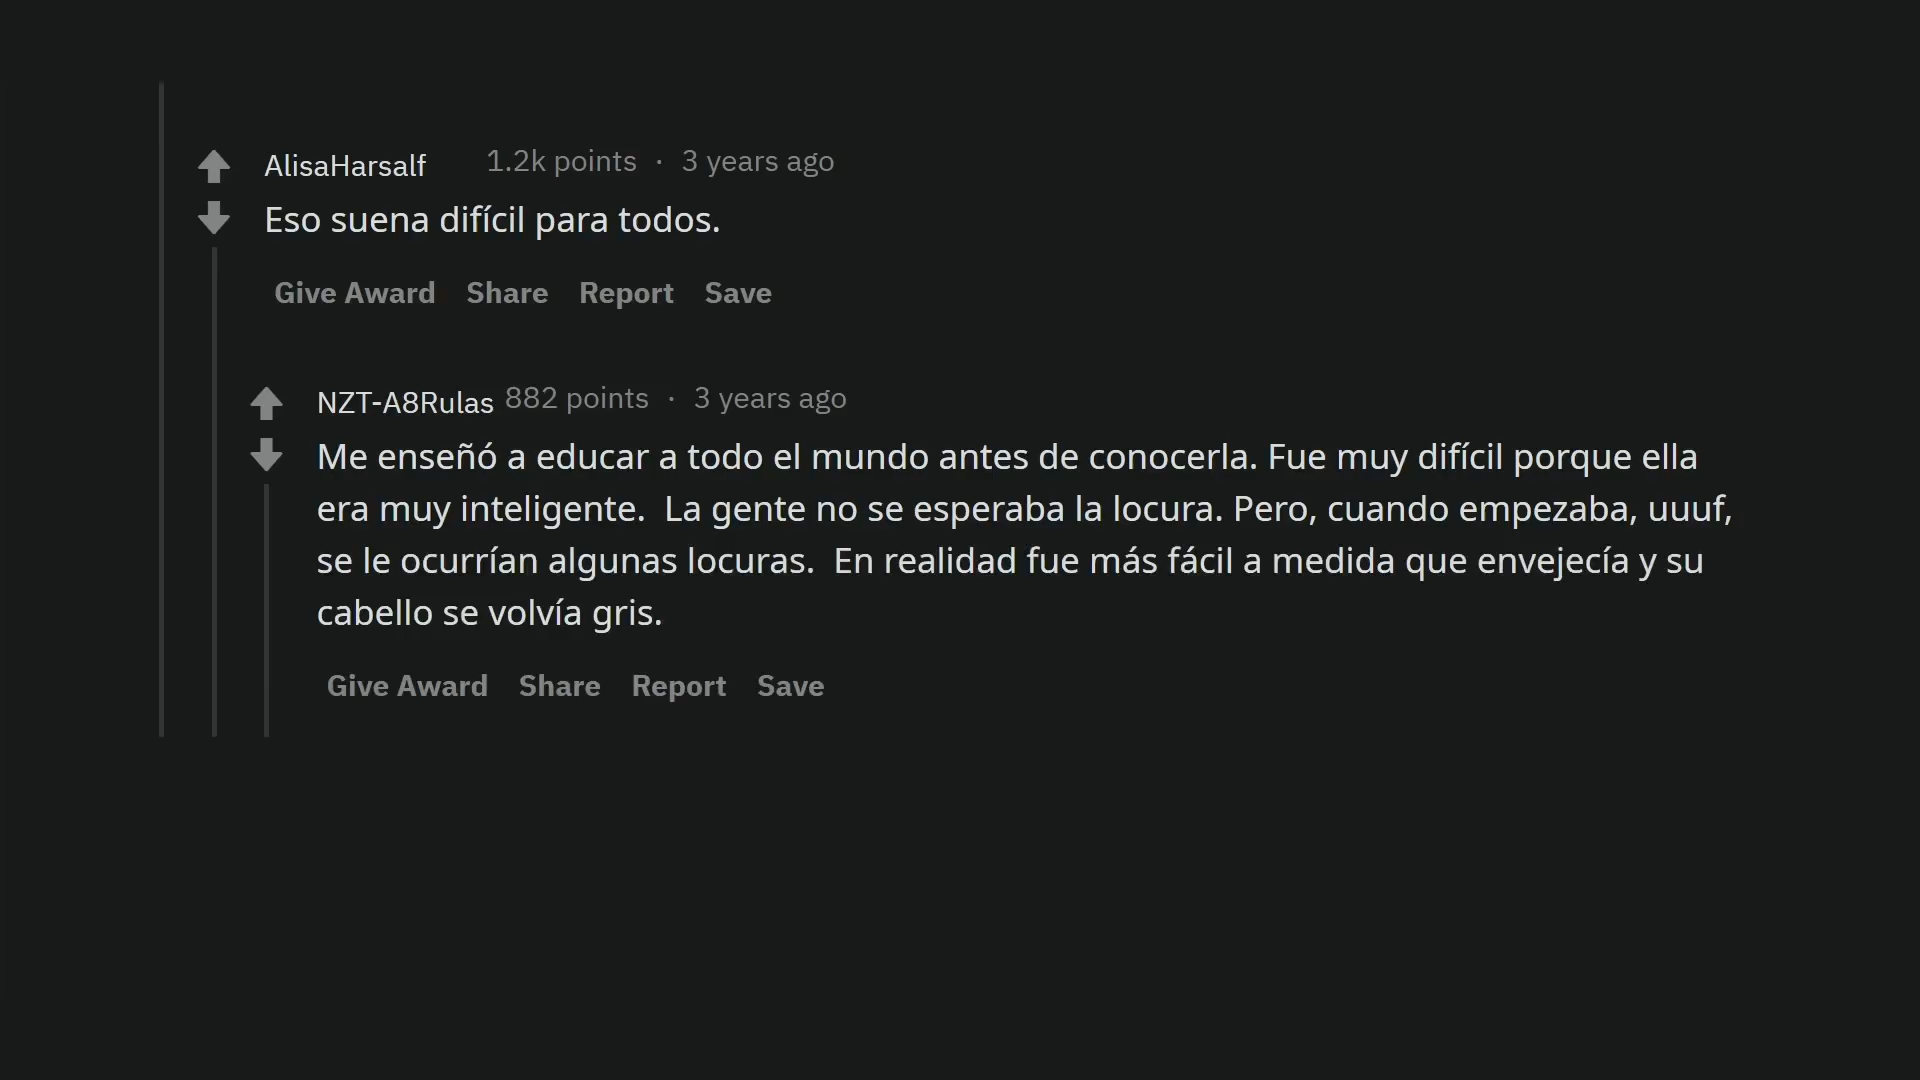 AlisaHarsalf 1.2k points · 3 years ago
Eso suena difícil para todos.
Give Award Share Report Save
NZT-A8Rulas 882 points · 3 years ago
Me enseñó a educar a todo el mundo antes de conocerla. Fue muy difícil porque ella
era muy inteligente.  La gente no se esperaba la locura. Pero, cuando empezaba, uuuf,
se le ocurrían algunas locuras.  En realidad fue más fácil a medida que envejecía y su
cabello se volvía gris.
Give Award Share Report Save